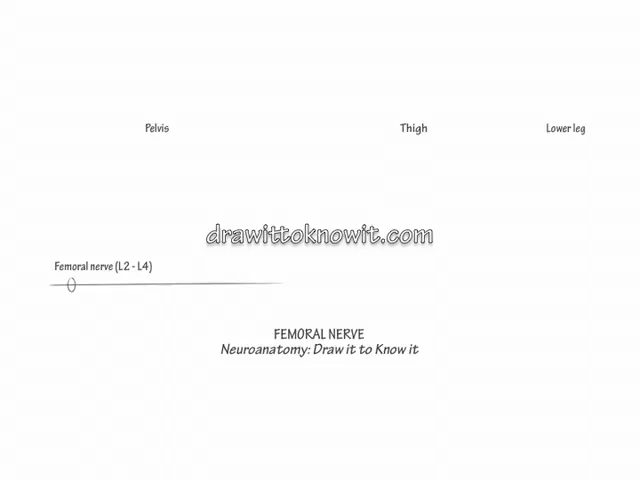 Pelvis Thigh Lower leg
drawittoknowit.com
Femoral nerve (L2 - L4)
FEMORAL NERVE
Neuroanatomy: Draw it to Know it